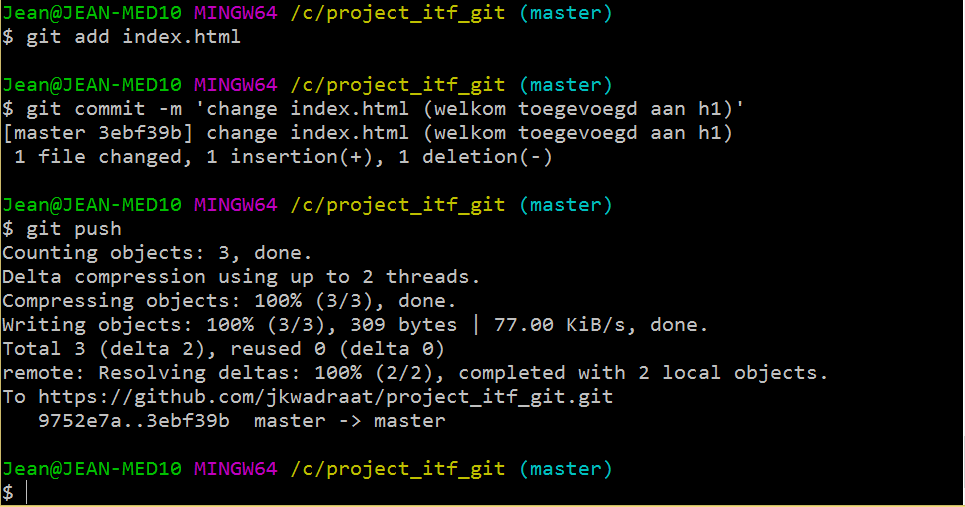 Jean@JEAN-MED10 MINGW64 /c/project_itf_git (master)
$ git add index.html
Jean@JEAN-MED10 MINGW64 /c/project_itf_git (master)
$ git commit -m 'change index.html (welkom toegevoegd aan h1)'
[master 3ebf39b] change index.html (welkom toegevoegd aan h1)
 1 file changed, 1 insertion(+), 1 deletion(-)
Jean@JEAN-MED10 MINGW64 /c/project_itf_git (master)
$ git push
Counting objects: 3, done.
Delta compression using up to 2 threads.
Compressing objects: 100% (3/3), done.
Writing objects: 100% (3/3), 309 bytes | 77.00 KiB/s, done.
Total 3 (delta 2), reused 0 (delta 0)
remote: Resolving deltas: 100% (2/2), completed with 2 local objects.
To https://github.com/jkwadraat/project_itf_git.git
   9752e7a..3ebf39b  master -> master
Jean@JEAN-MED10 MINGW64 /c/project_itf_git (master)
$